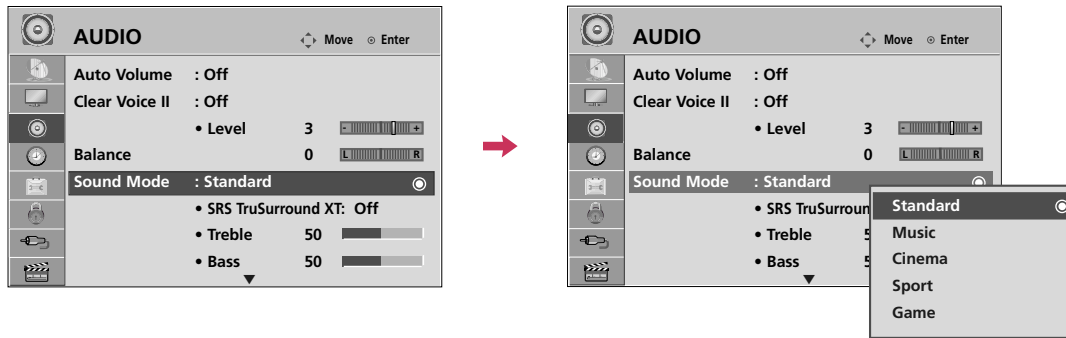 AUDIO Move Enter
Auto Volume : Off
Clear Voice II : Off
• Level 3 - +
Balance 0 L R
Sound Mode : Standard
• SRS TruSurround XT: Off
• Treble 50
• Bass 50
AUDIO Move Enter
Auto Volume : Off
Clear Voice II : Off
• Level 3 - +
Balance 0 L R
Sound Mode : Standard
• SRS TruSurroun
• Treble 5
• Bass 5
Standard
Music
Cinema
Sport
Game